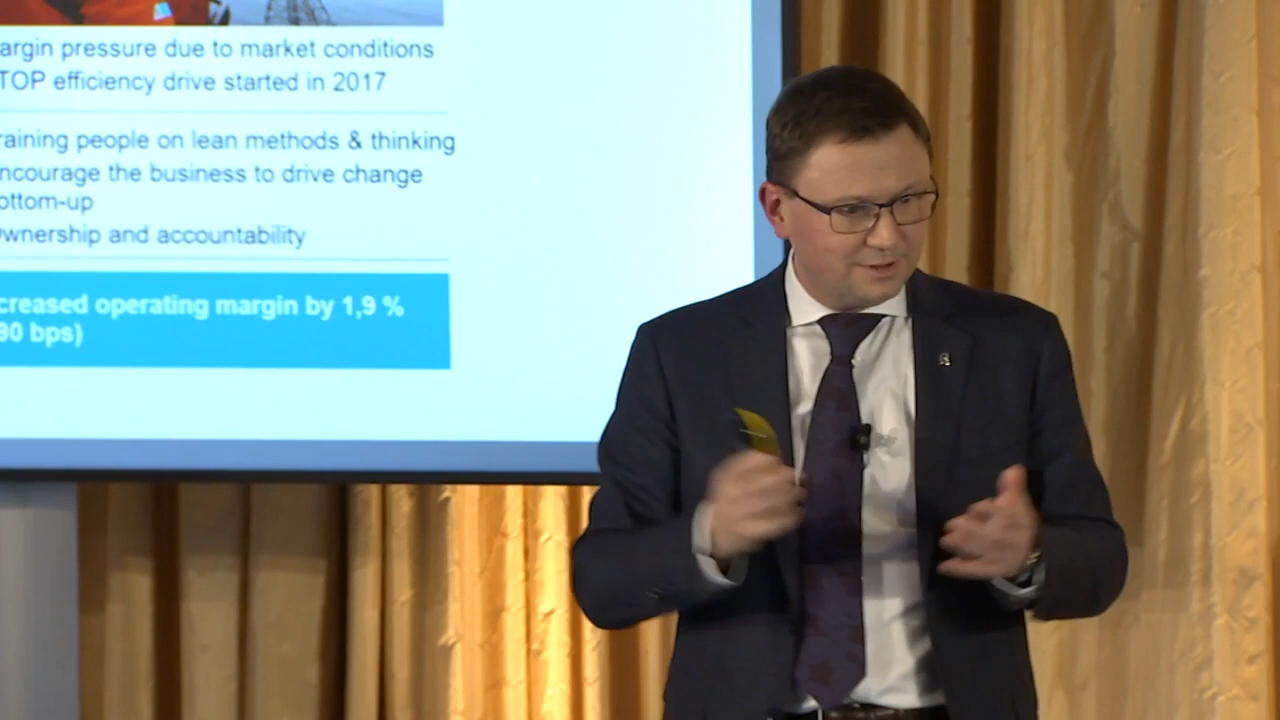 argin pressure due to market conditions
TOP efficiency drive started in 2017
raining people on lean methods & thinking
ncourage the business to drive change
ottom-up
wnership and accountability
creased operating margin by 1,9 %
90 bps)